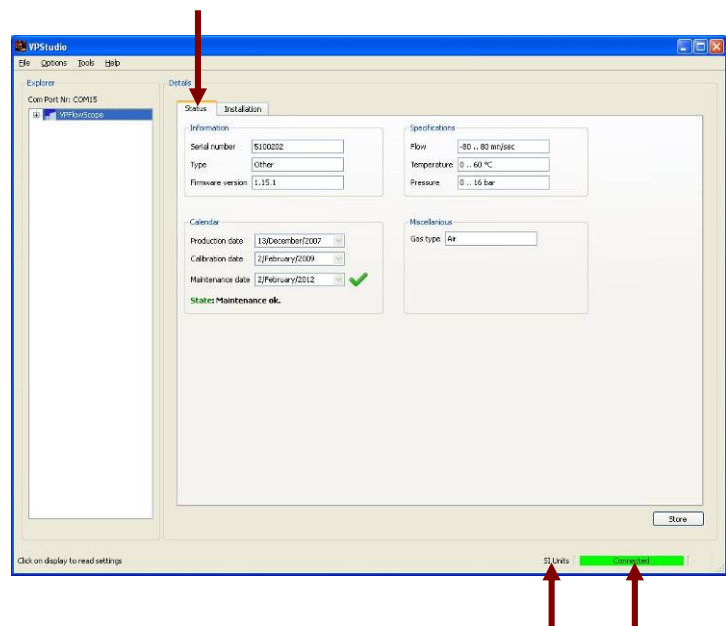 VPStudio
File Options Tools Help
Explorer
Details
Com Port Nr: COM15
VPFlowScope
Status Installation
Information
Serial number 5100202
Type Other
Firmware version 1.15.1
Specifications
Flow -80 .. 80 mn/sec
Temperature 0 .. 60 °C
Pressure 0 .. 16 bar
Calendar
Production date 13/December/2007
Calibration date 2/February/2009
Maintenance date 2/February/2012
State: Maintenance ok.
Miscellanious
Gas type Air
Store
Click on display to read settings
SI Units
Connected